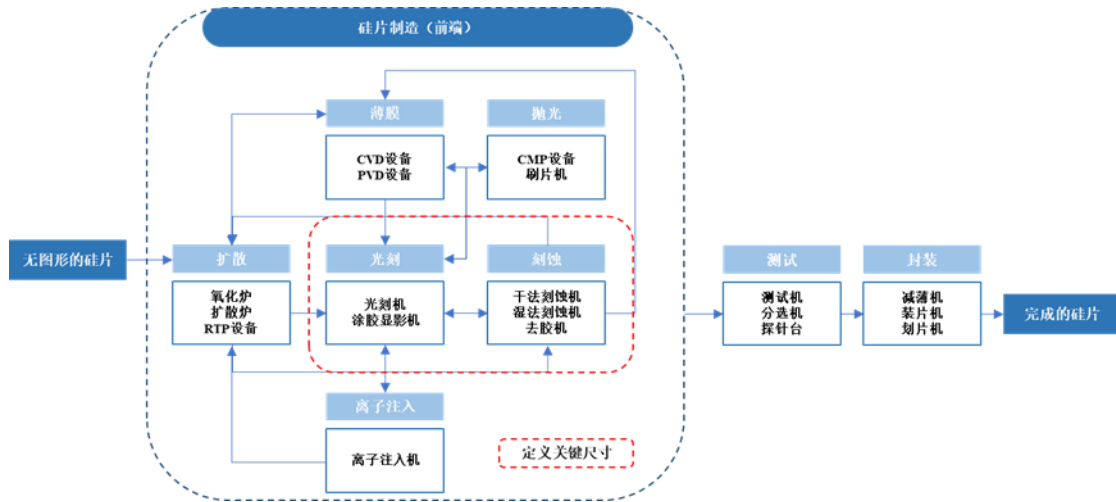 硅片制造（前端）
薄膜
抛光
CVD设备
PVD设备
CMP设备
刷片机
无图形的硅片
扩散
光刻
刻蚀
测试
封装
氧化炉
扩散炉
RTP设备
光刻机
涂胶显影机
干法刻蚀机
湿法刻蚀机
去胶机
测试机
分选机
探针台
减薄机
装片机
划片机
完成的硅片
离子注入
离子注入机
定义关键尺寸